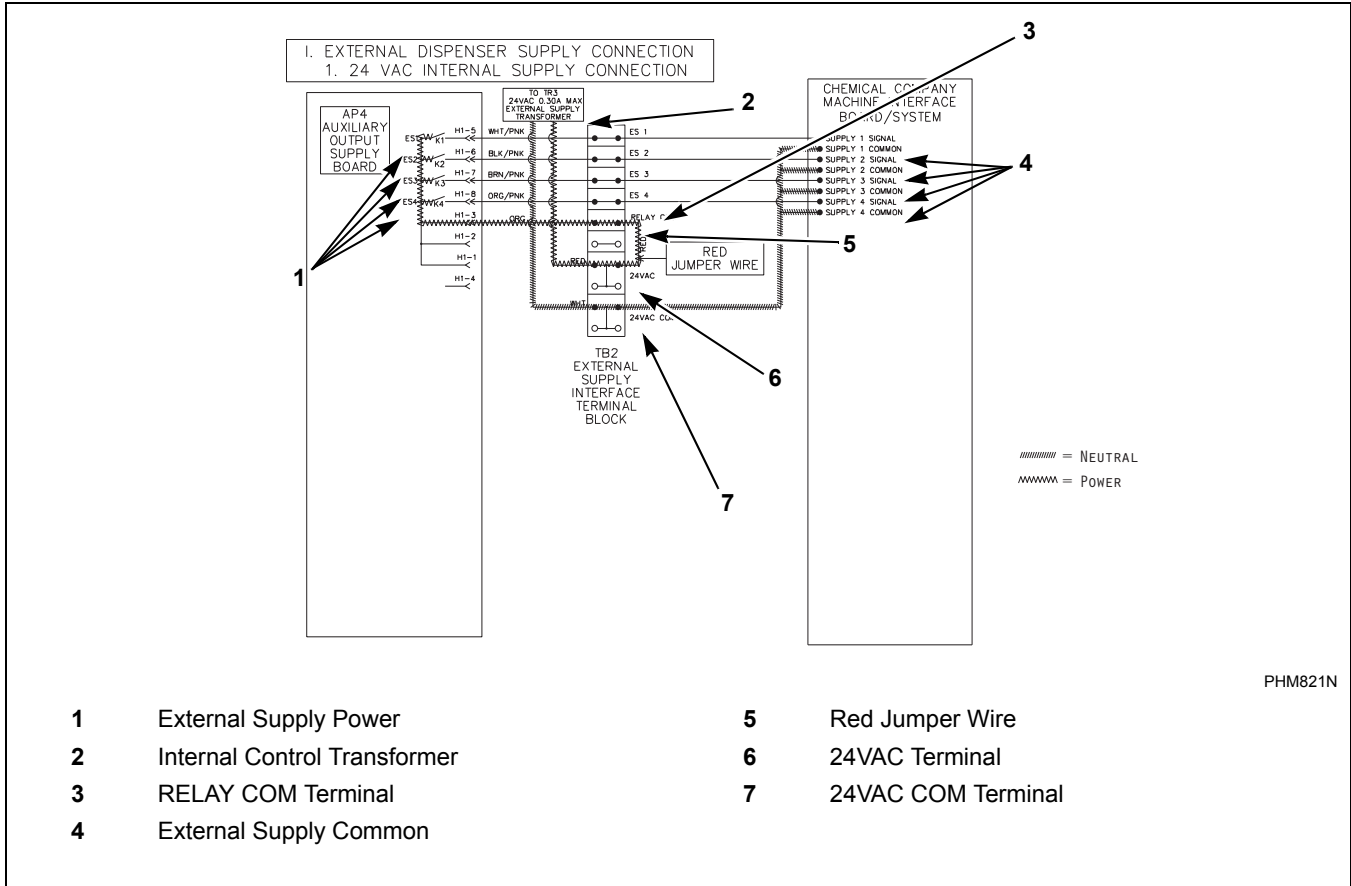 I. EXTERNAL DISPENSER SUPPLY CONNECTION
1. 24 VAC INTERNAL SUPPLY CONNECTION
3
2
4
5
1
6
7
AP4
AUXILIARY
OUTPUT
SUPPLY
BOARD
TO TR3
24VAC 0.30A MAX
EXTERNAL SUPPLY
TRANSFORMER
CHEMICAL COMPANY
MACHINE INTERFACE
BOARD/SYSTEM
ES1 K1 H1-5 WHT/PNK ES 1
ES2 K2 H1-6 BLK/PNK ES 2
ES3 K3 H1-7 BRN/PNK ES 3
ES4 K4 H1-8 ORG/PNK ES 4
H1-3 ORG RELAY C
H1-2
H1-1
H1-4
RED
RED
24VAC
WHT
24VAC CO
RED
JUMPER WIRE
SUPPLY 1 SIGNAL
SUPPLY 1 COMMON
SUPPLY 2 SIGNAL
SUPPLY 2 COMMON
SUPPLY 3 SIGNAL
SUPPLY 3 COMMON
SUPPLY 4 SIGNAL
SUPPLY 4 COMMON
TB2
EXTERNAL
SUPPLY
INTERFACE
TERMINAL
BLOCK
= NEUTRAL
= POWER
PHM821N
1 External Supply Power
2 Internal Control Transformer
3 RELAY COM Terminal
4 External Supply Common
5 Red Jumper Wire
6 24VAC Terminal
7 24VAC COM Terminal